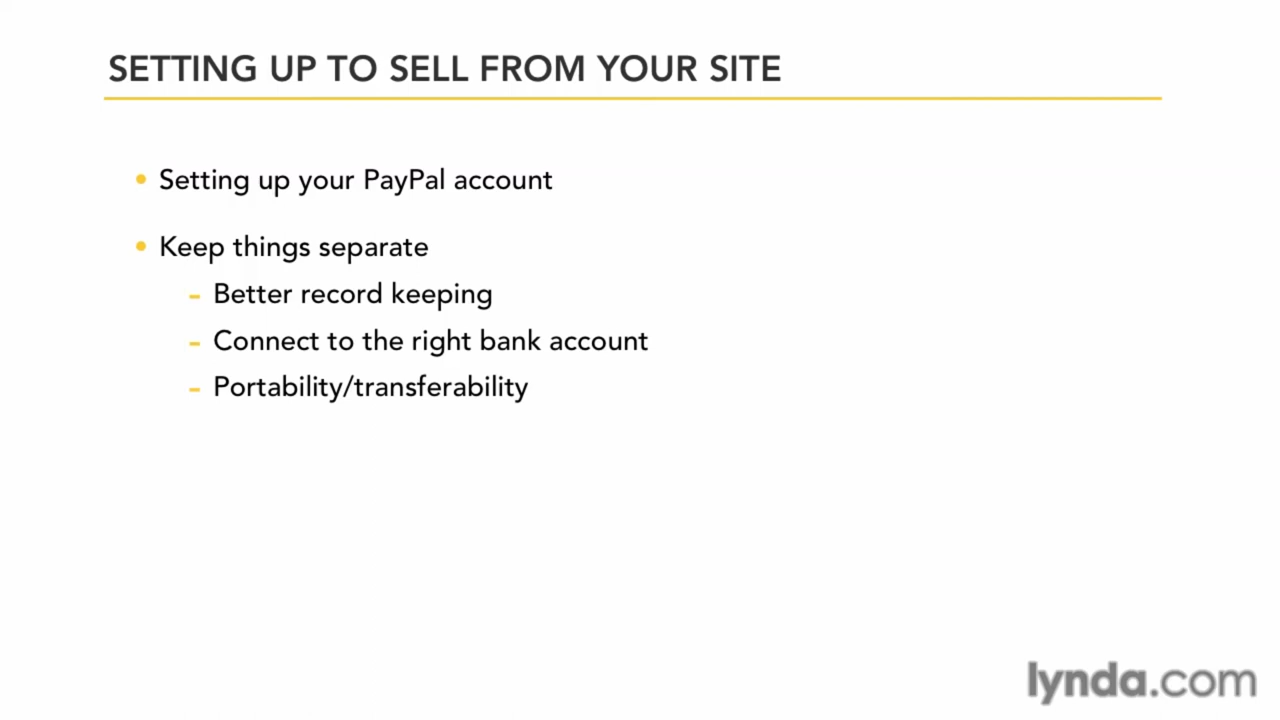 SETTING UP TO SELL FROM YOUR SITE
• Setting up your PayPal account
• Keep things separate
- Better record keeping
- Connect to the right bank account
- Portability/transferability
lynda.com